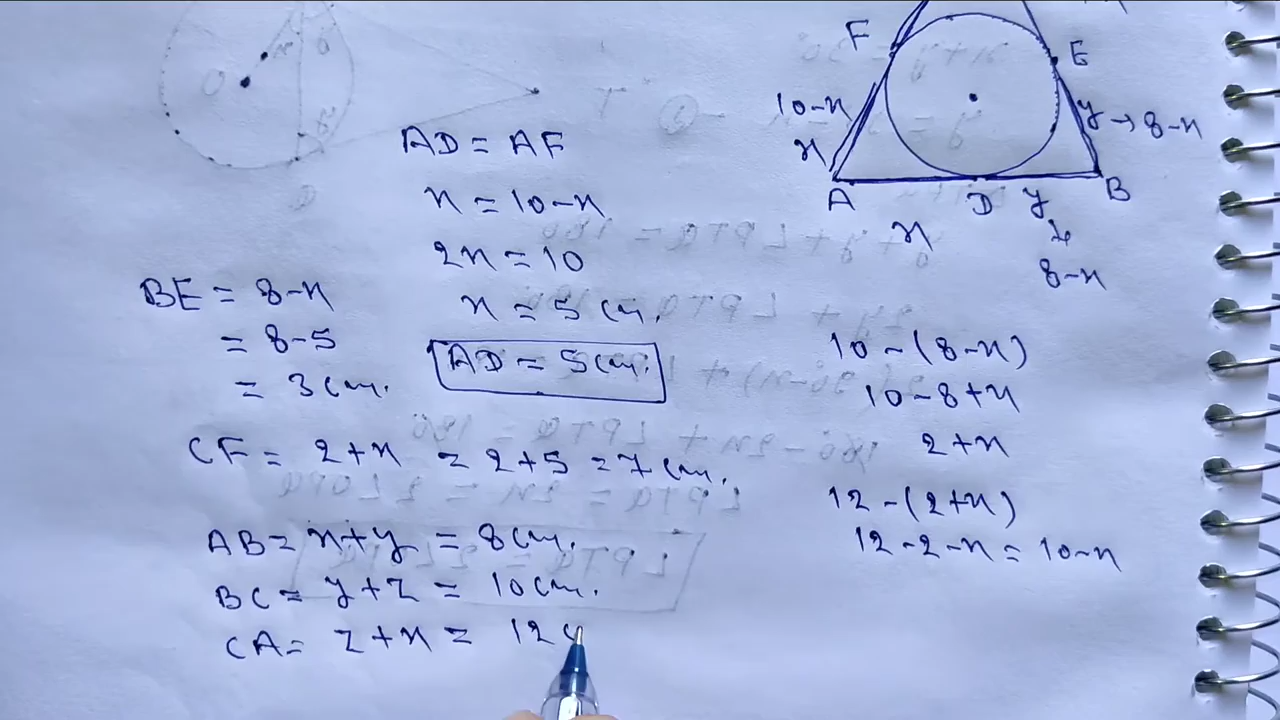 F
E
10-x
x
y → 8-x
A
D
y
B
x
8-x
AD = AF
x = 10-x
2x = 10
x = 5 cm.
AD = 5 cm.
BE = 8-x
= 8-5
= 3 cm.
CF = 2+x = 2+5 = 7 cm.
AB = x+y = 8 cm.
BC = y+z = 10 cm.
CA = z+x = 12 c
10-(8-x)
10-8+x
2+x
12-(2+x)
12-2-x = 10-x